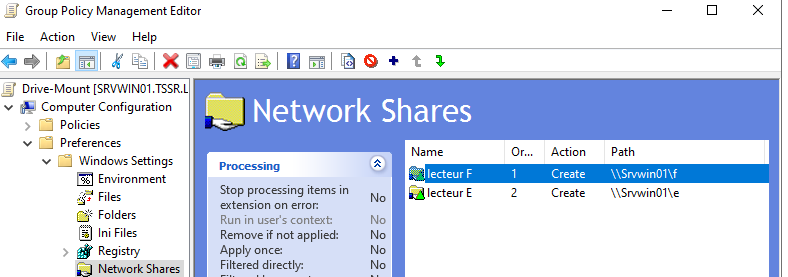 Group Policy Management Editor
File Action View Help
Drive-Mount [SRVWIN01.TSSR.L
Computer Configuration
Policies
Preferences
Windows Settings
Environment
Files
Folders
Ini Files
Registry
Network Shares
Network Shares
Processing
Stop processing items in
extension on error: No
Run in user's context: No
Remove if not applied: No
Apply once: No
Filtered directly: No
Name Or... Action Path
lecteur F 1 Create \\Srvwin01\f
lecteur E 2 Create \\Srvwin01\e